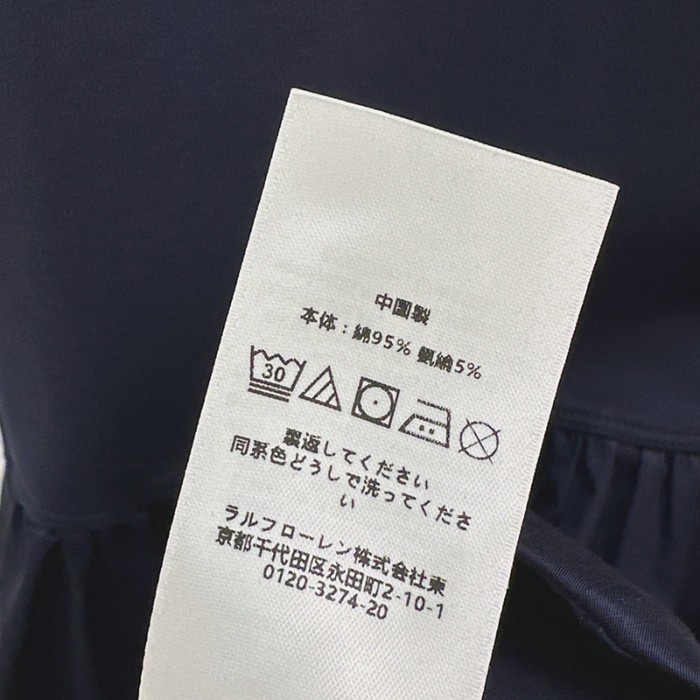 中國製
本体：綿95% 氨綸5%
30
裏返してください
同系色どうしで洗ってくださ
い
ラルフローレン株式会社東
京都千代田区永田町2-10-1
0120-3274-20